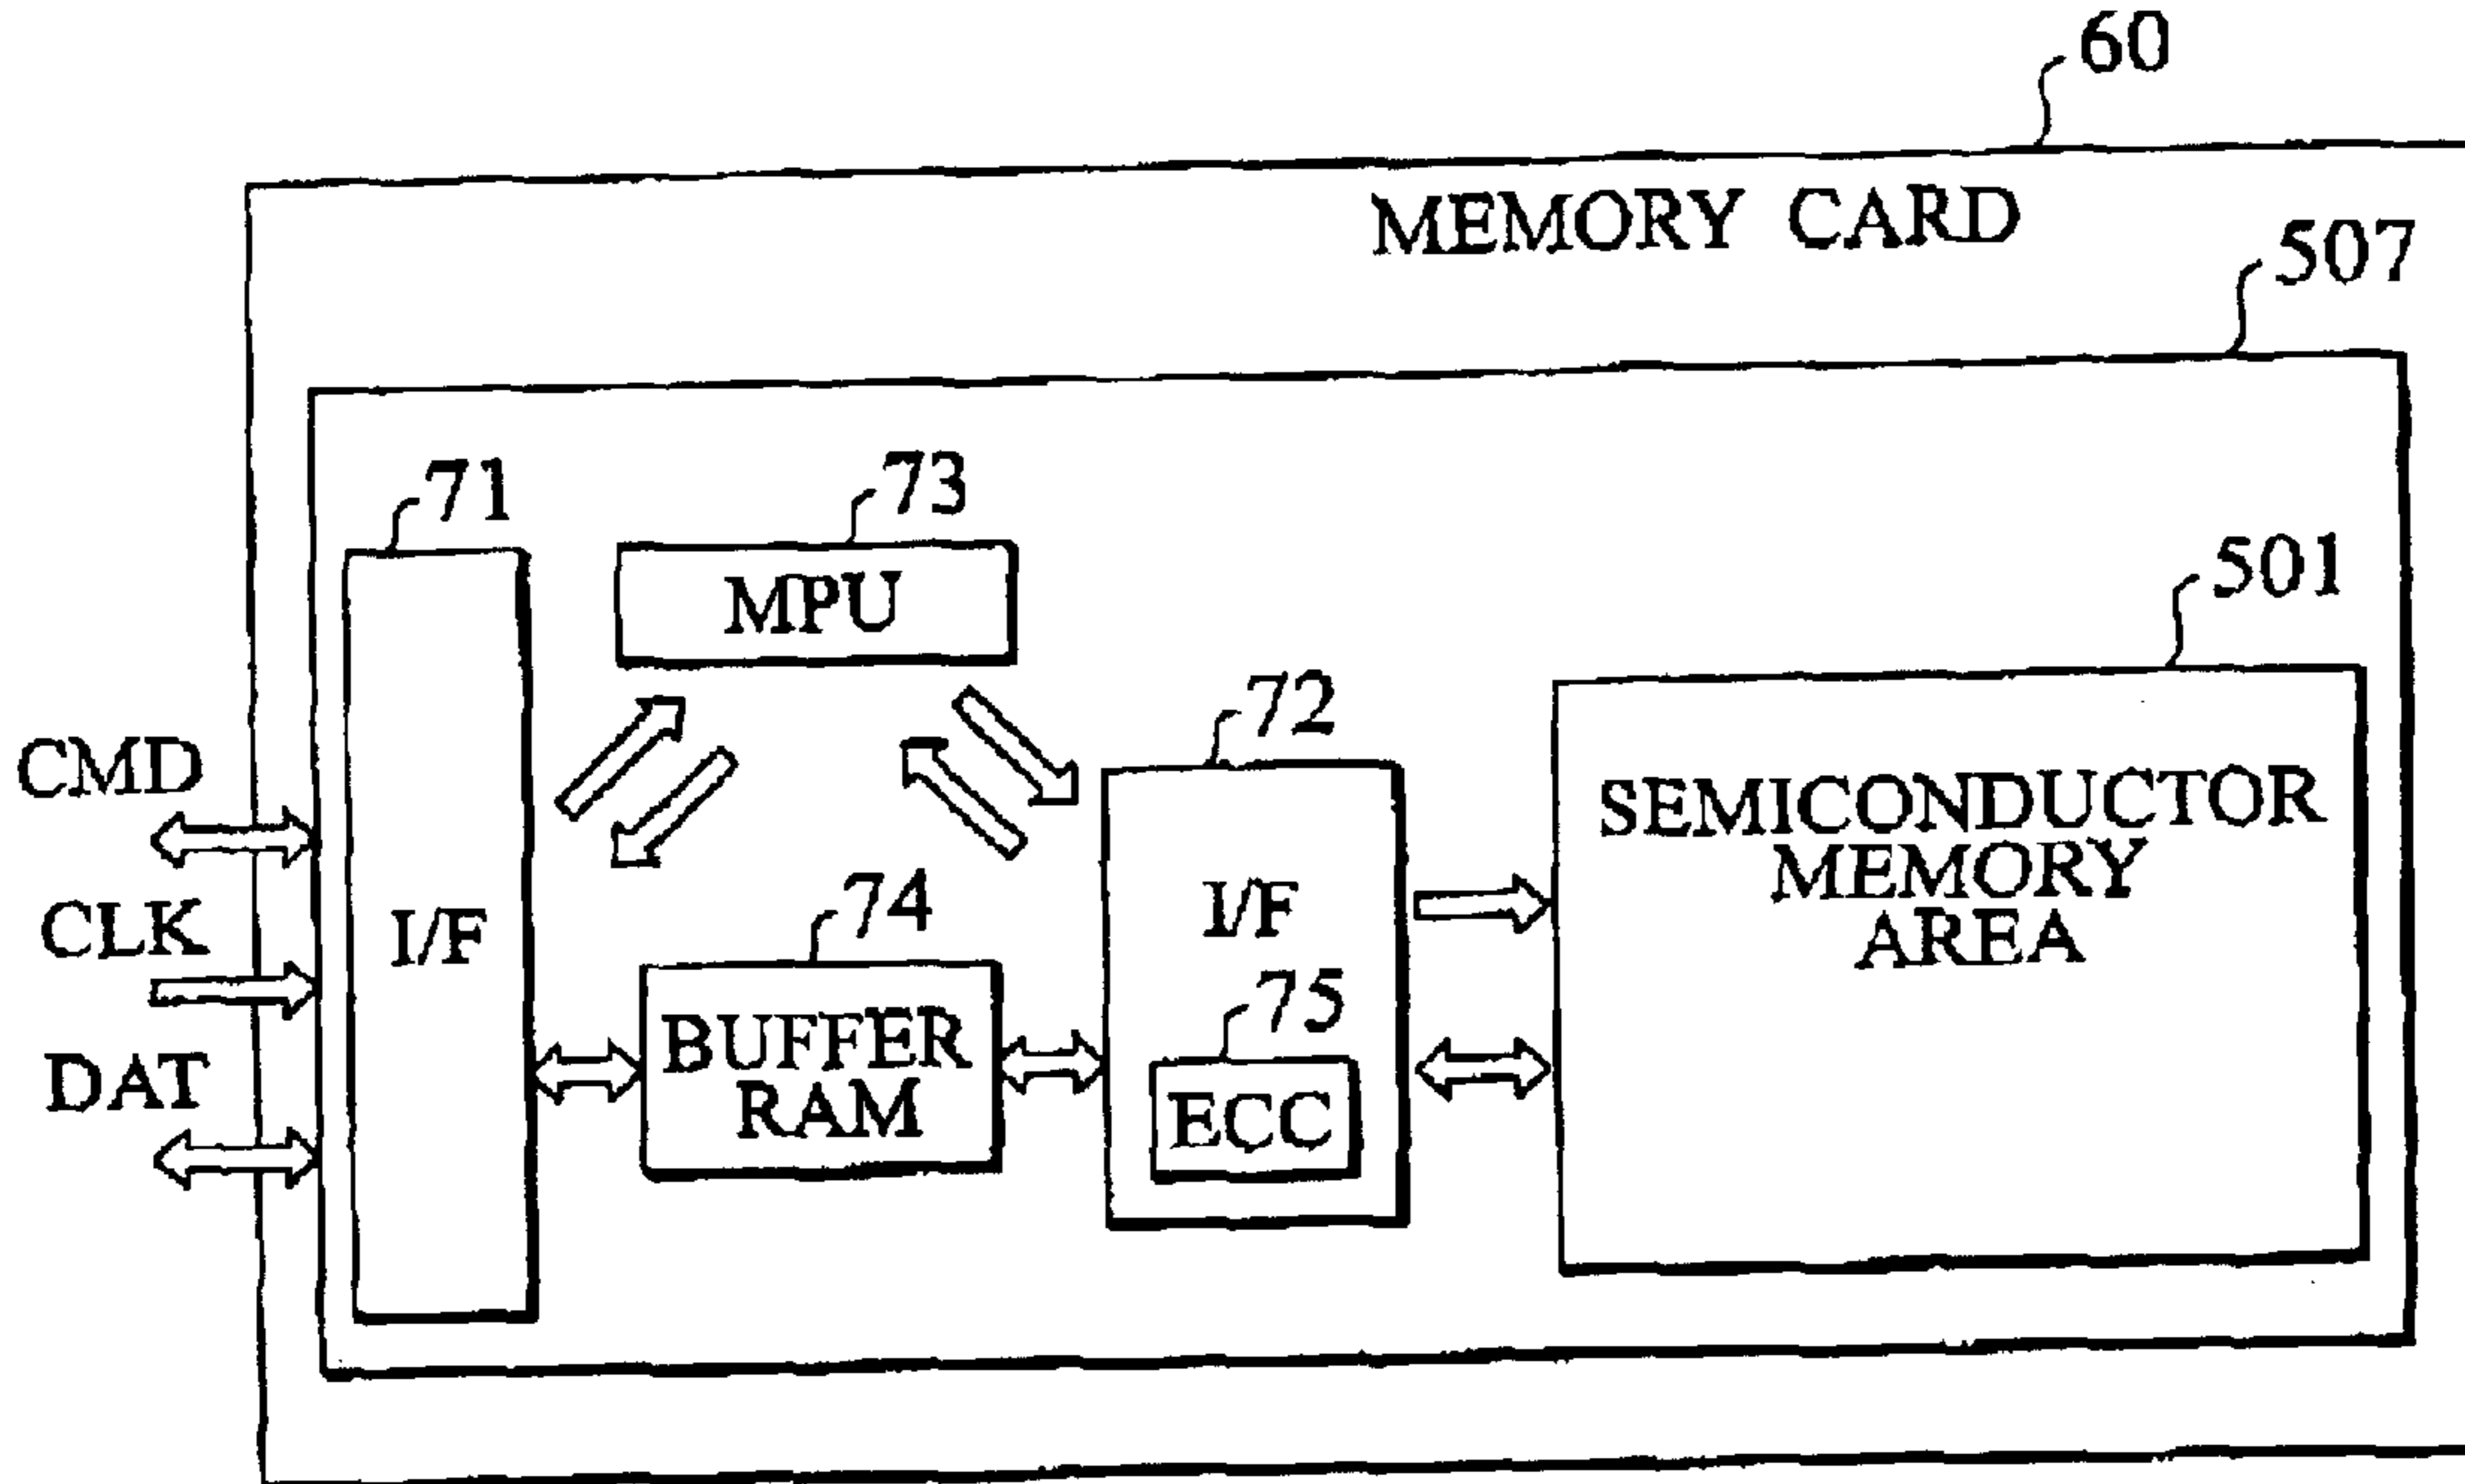 60
MEMORY CARD
507
71
73
MPU
501
72
CMD
SEMICONDUCTOR
MEMORY
AREA
CLK
I/F
74
I/F
75
DAT
BUFFER
RAM
ECC